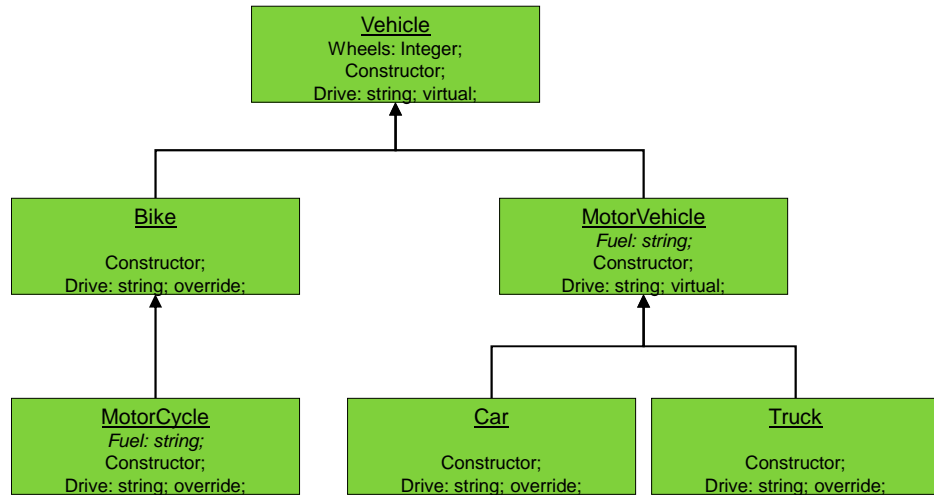 Vehicle
Wheels: Integer;
Constructor;
Drive: string; virtual;
Bike
Constructor;
Drive: string; override;
MotorVehicle
Fuel: string;
Constructor;
Drive: string; virtual;
MotorCycle
Fuel: string;
Constructor;
Drive: string; override;
Car
Constructor;
Drive: string; override;
Truck
Constructor;
Drive: string; override;